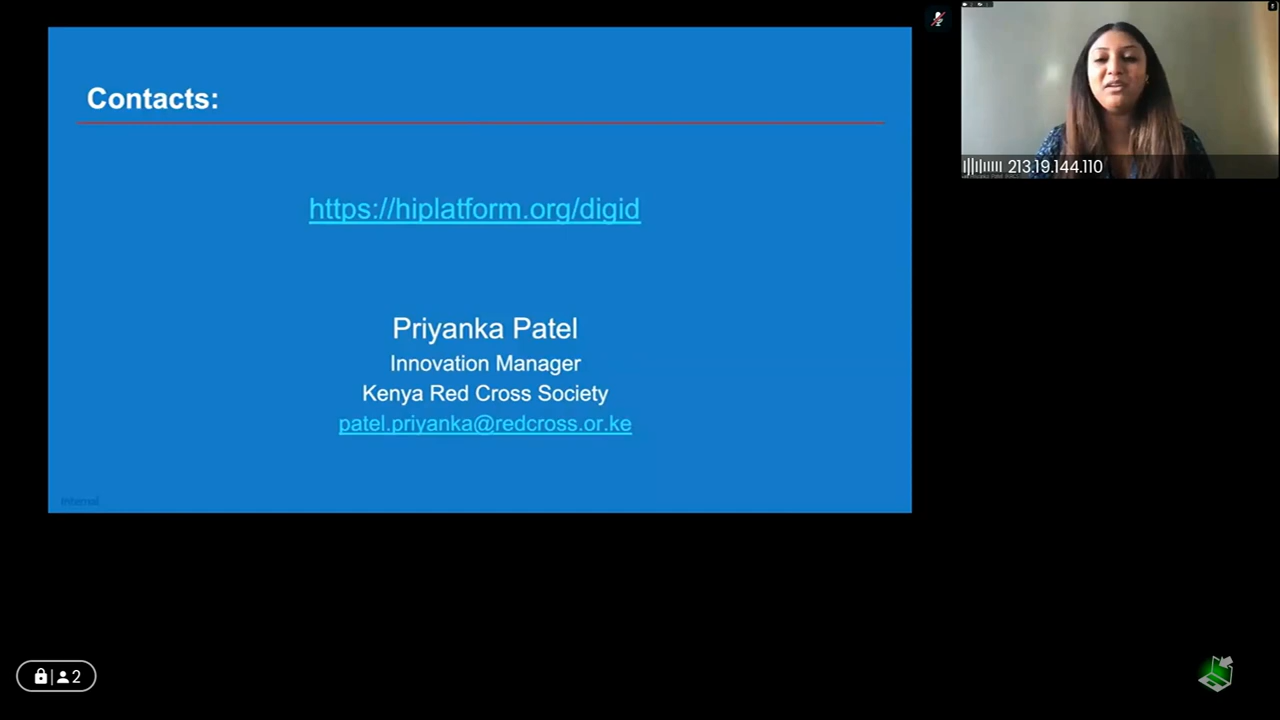 Contacts:
https://hiplatform.org/digid
Priyanka Patel
Innovation Manager
Kenya Red Cross Society
patel.priyanka@redcross.or.ke
Internal
213.19.144.110
2